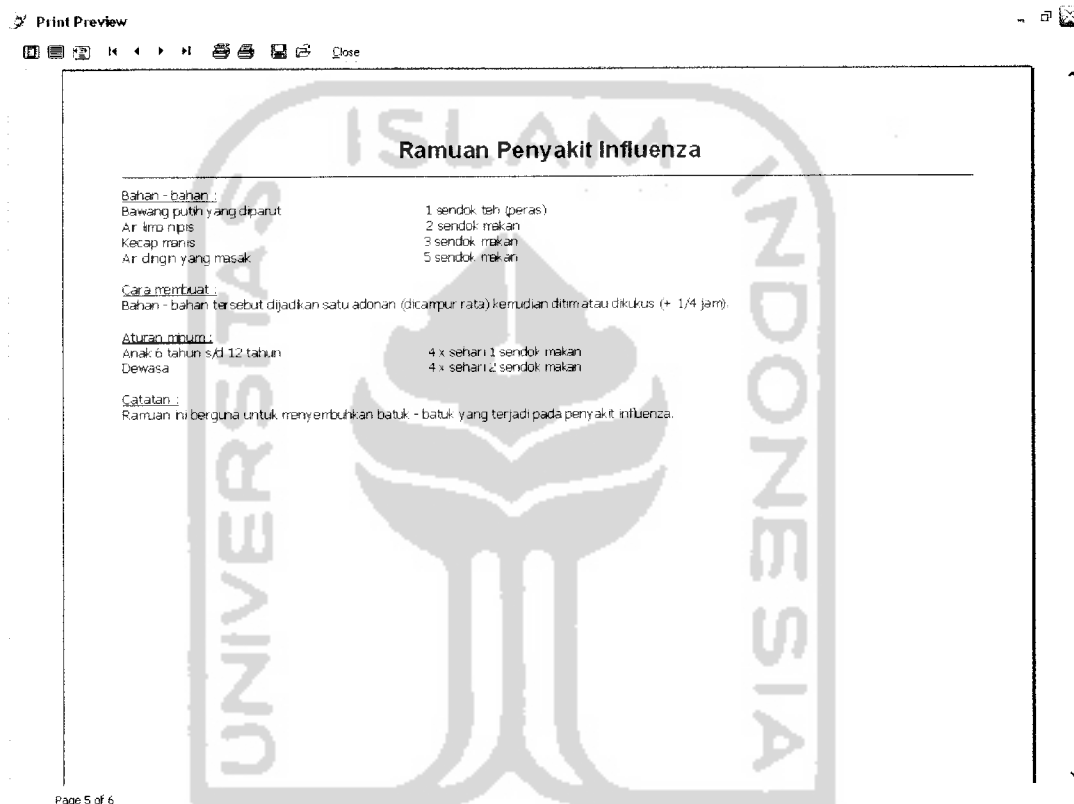 Print Preview
Close
ISLAM
UNIVERSITAS
INDONESIA
Ramuan Penyakit Influenza
Bahan - bahan :
Bawang putih yang diparut 1 sendok teh (peras)
Air limo nipis 2 sendok makan
Kecap manis 3 sendok makan
Air dingin yang masak 5 sendok makan
Cara membuat :
Bahan - bahan tersebut dijadikan satu adonan (dicampur rata) kemudian ditim atau dikukus (+ 1/4 jam).
Aturan minum :
Anak 6 tahun s/d 12 tahun 4 x sehari 1 sendok makan
Dewasa 4 x sehari 2 sendok makan
Catatan :
Ramuan ini berguna untuk menyembuhkan batuk - batuk yang terjadi pada penyakit influenza.
Page 5 of 6